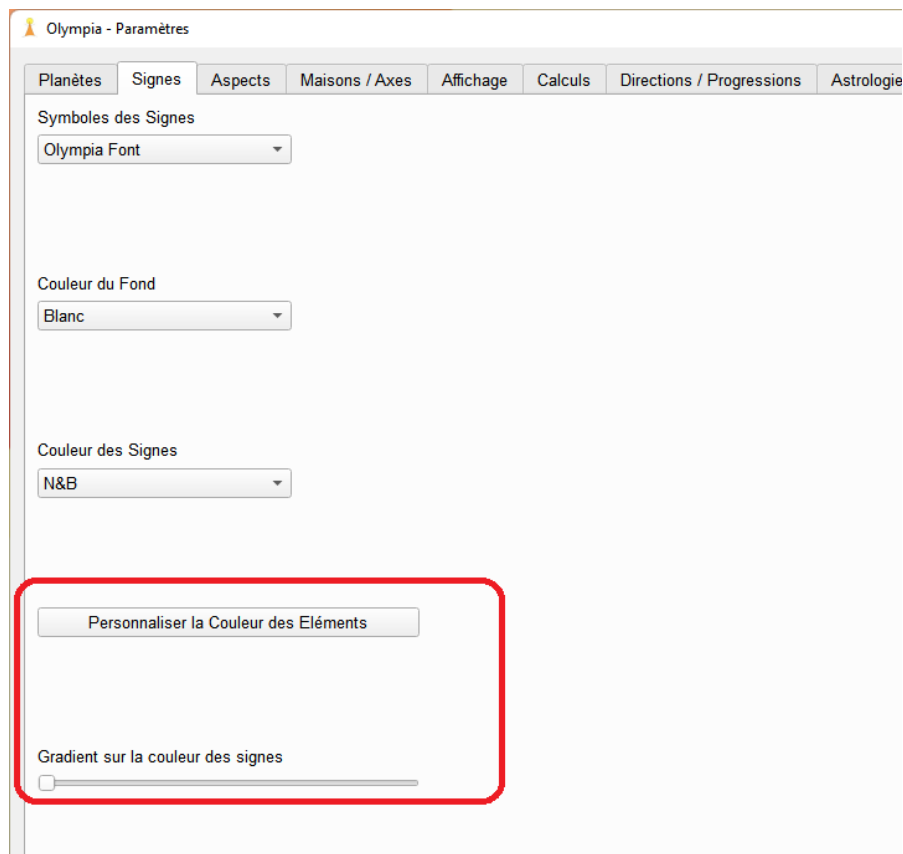 Olympia - Paramètres
Planètes Signes Aspects Maisons / Axes Affichage Calculs Directions / Progressions Astrologie
Symboles des Signes
Olympia Font
Couleur du Fond
Blanc
Couleur des Signes
N&B
Personnaliser la Couleur des Eléments
Gradient sur la couleur des signes